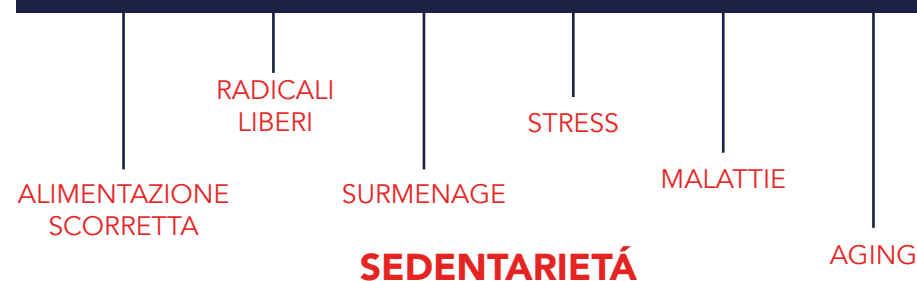 RADICALI
LIBERI
STRESS
ALIMENTAZIONE
SCORRETTA
SURMENAGE
MALATTIE
AGING
SEDENTARIETÁ